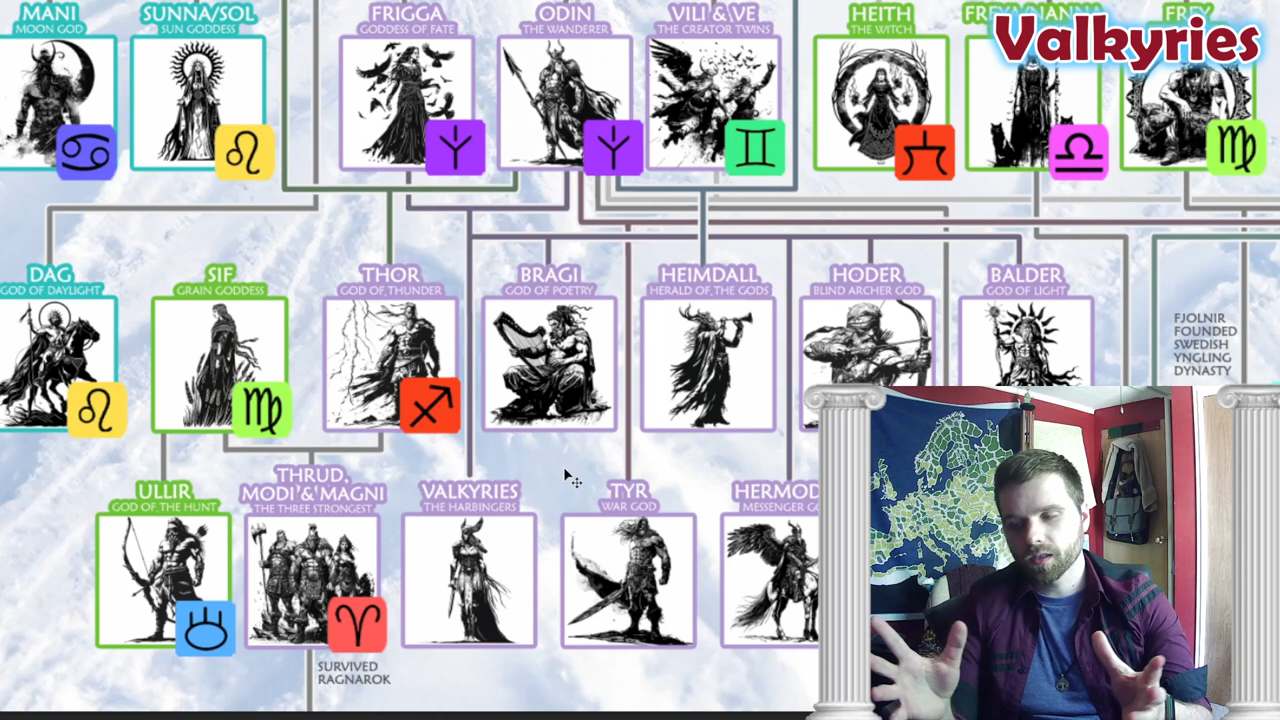 MANI
MOON GOD
SUNNA/SOL
SUN GODDESS
FRIGGA
GODDESS OF FATE
ODIN
THE WANDERER
VILI & VE
THE CREATOR TWINS
HEITH
THE WITCH
FREYA/NANNA
FREY
Valkyries
DAG
GOD OF DAYLIGHT
SIF
GRAIN GODDESS
THOR
GOD OF THUNDER
BRAGI
GOD OF POETRY
HEIMDALL
HERALD OF THE GODS
HODER
BLIND ARCHER GOD
BALDER
GOD OF LIGHT
FJOLNIR
FOUNDED
SWEDISH
YNGLING
DYNASTY
ULLIR
GOD OF THE HUNT
THRUD,
MODI & MAGNI
THE THREE STRONGEST
VALKYRIES
THE HARBINGERS
TYR
WAR GOD
HERMOD
MESSENGER GO
SURVIVED
RAGNAROK